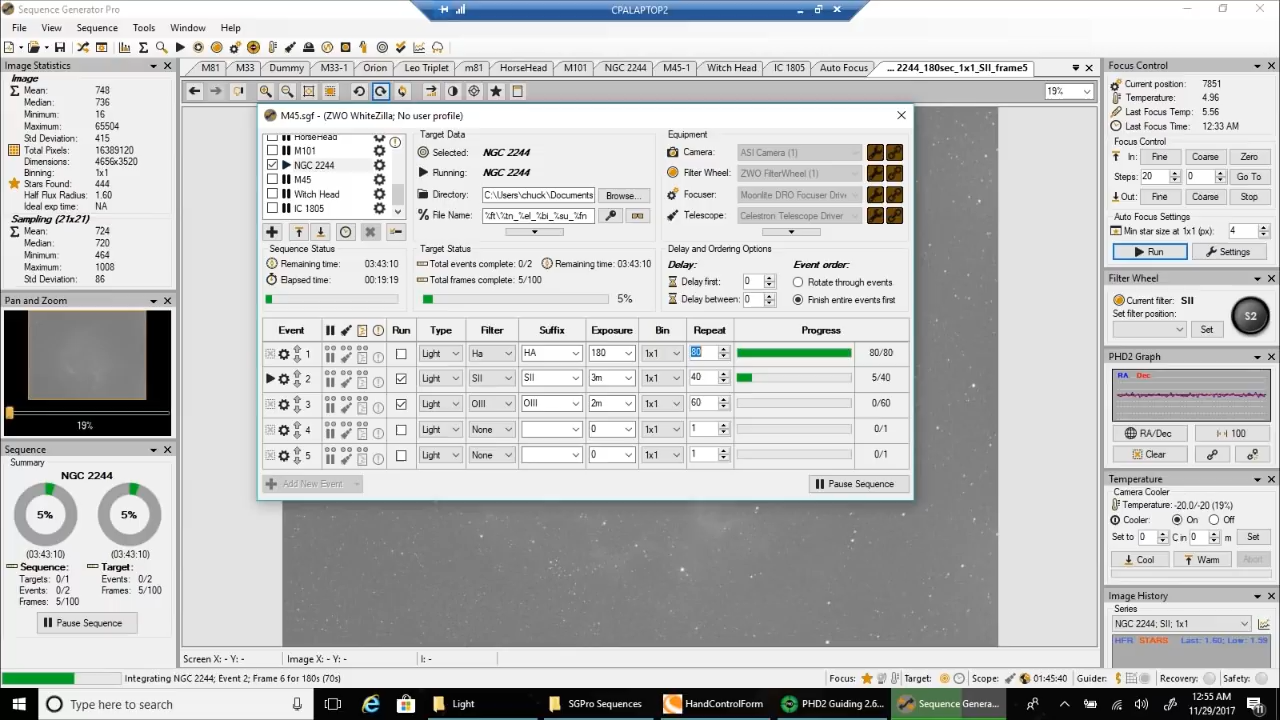 Sequence Generator Pro
CPALAPTOP2
File View Sequence Tools Window Help
Image Statistics
Image
Mean: 748
Median: 736
Minimum: 16
Maximum: 65504
Std Deviation: 415
Total Pixels: 16389120
Dimensions: 4656x3520
Binning: 1x1
Stars Found: 444
Half Flux Radius: 1.60
Ideal exp time: NA
Sampling (21x21)
Mean: 724
Median: 720
Minimum: 464
Maximum: 1008
Std Deviation: 86
Pan and Zoom
19%
Sequence
Summary
NGC 2244
5% 5%
(03:43:10) (03:43:10)
Sequence: Target:
Targets: 0/1 Events: 0/2
Events: 0/2 Frames: 5/100
Frames: 5/100
Pause Sequence
M81 M33 Dummy M33-1 Orion Leo Triplet m81 HorseHead M101 NGC 2244 M45-1 Witch Head IC 1805 Auto Focus ... 2244_180sec_1x1_SII_frame5
19%
M45.sgf - (ZWO WhiteZilla; No user profile)
HorseHead
M101
NGC 2244
M45
Witch Head
IC 1805
Target Data
Selected: NGC 2244
Running: NGC 2244
Directory: C:\Users\chuck\Documents Browse...
File Name: %ft\%tn_%el_%bi_%su_%fn
Equipment
Camera: ASI Camera (1)
Filter Wheel: ZWO FilterWheel (1)
Focuser: Moonlite DRO Focuser Drive
Telescope: Celestron Telescope Driver
Sequence Status
Remaining time: 03:43:10
Elapsed time: 00:19:19
Target Status
Total events complete: 0/2 Remaining time: 03:43:10
Total frames complete: 5/100
5%
Delay and Ordering Options
Delay: Event order:
Delay first: 0 Rotate through events
Delay between: 0 Finish entire events first
Event Run Type Filter Suffix Exposure Bin Repeat Progress
1 Light Ha HA 180 1x1 80 80/80
2 Light SII SII 3m 1x1 40 5/40
3 Light OIII OIII 2m 1x1 60 0/60
4 Light None 0 1x1 1 0/1
5 Light None 0 1x1 1 0/1
Add New Event Pause Sequence
Focus Control
Current position: 7851
Temperature: 4.96
Last Focus Temp: 5.56
Last Focus Time: 12:33 AM
Focus Control
In: Fine Coarse Zero
Steps: 20 0 Go To
Out: Fine Coarse Stop
Auto Focus Settings
Min star size at 1x1 (px): 4
Run Settings
Filter Wheel
Current filter: SII
Set filter position:
Set
S2
PHD2 Graph
RA/ Dec
RA/Dec 100
Clear
Temperature
Camera Cooler
Temperature: -20.0/-20 (19%)
Cooler: On Off
Set to 0 C in 0 m Set
Cool Warm Abort
Image History
Series
NGC 2244; SII; 1x1
HFR STARS Last: 1.60; Low: 1.59
Screen X: - Y: - Image X: - Y: - I: -
Integrating NGC 2244; Event 2; Frame 6 for 180s (70s)
Focus: Target: Scope: 01:45:40 Guider: Recovery: Safety:
Type here to search
Light
SGPro Sequences
HandControlForm
PHD2 Guiding 2.6...
Sequence Genera...
12:55 AM
11/29/2017